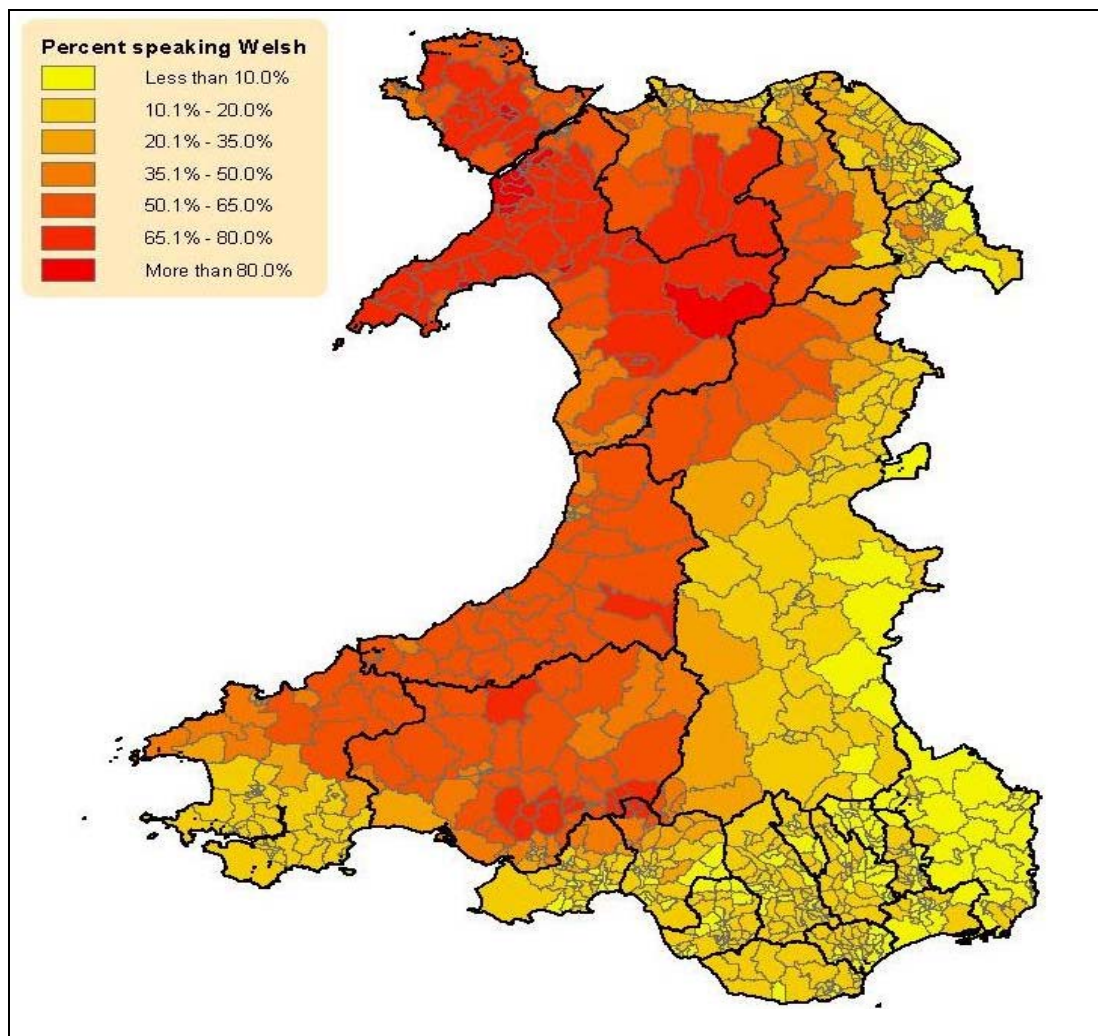 Percent speaking Welsh
Less than 10.0%
10.1% - 20.0%
20.1% - 35.0%
35.1% - 50.0%
50.1% - 65.0%
65.1% - 80.0%
More than 80.0%